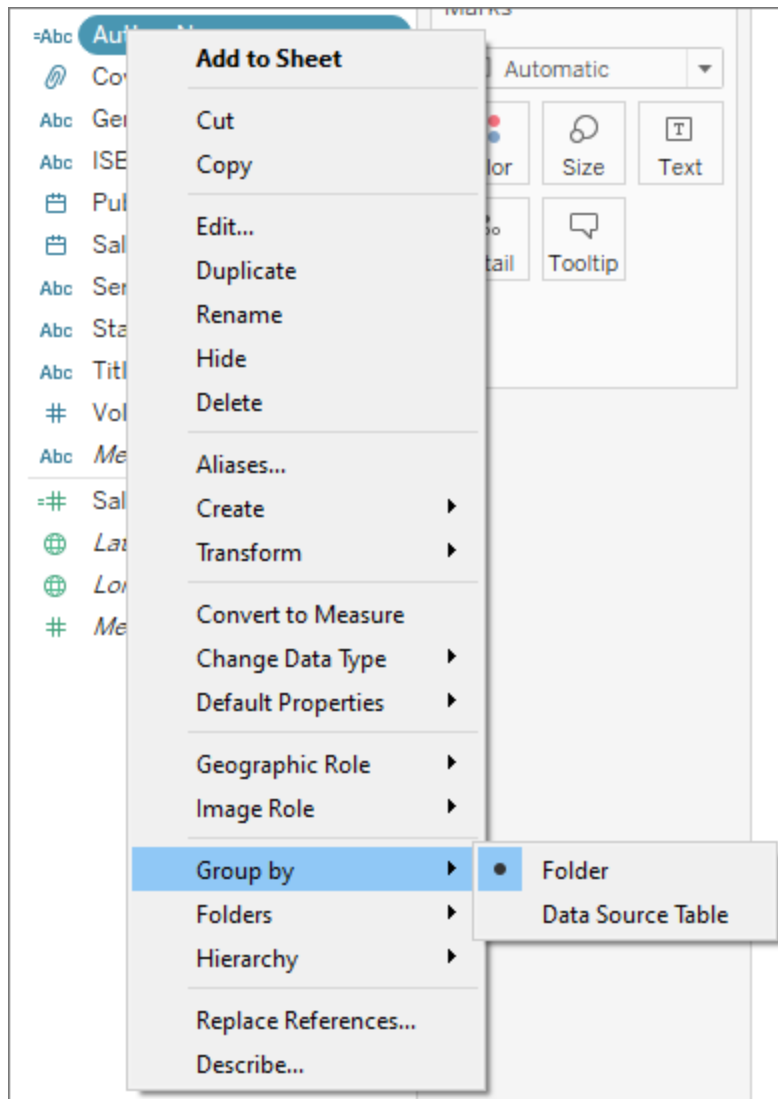 Abc
Add to Sheet
Automatic
Cut
Abc
Size
Text
Abc
Copy
Edit...
Tooltip
Abc
Duplicate
Abc
Rename
Abc
Hide
Delete
Abc
Aliases...
Create
Transform
Convert to Measure
Change Data Type
Default Properties
Geographic Role
Image Role
Group by
Folder
Folders
Data Source Table
Hierarchy
Replace References...
Describe...